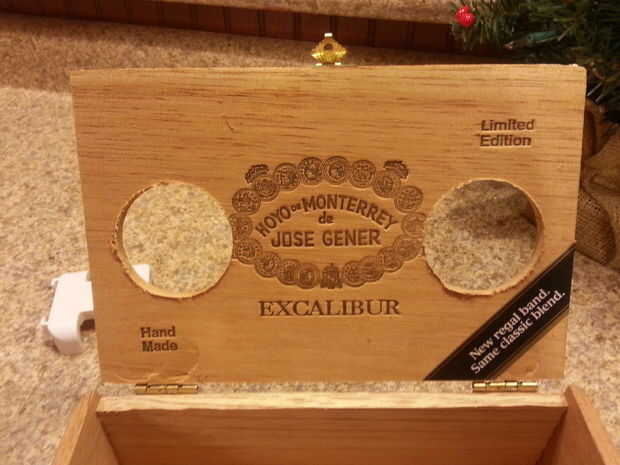 Limited
Edition
HOYO DE MONTERREY
de
JOSE GENER
EXCALIBUR
Hand
Made
New regal band.
Same classic blend.